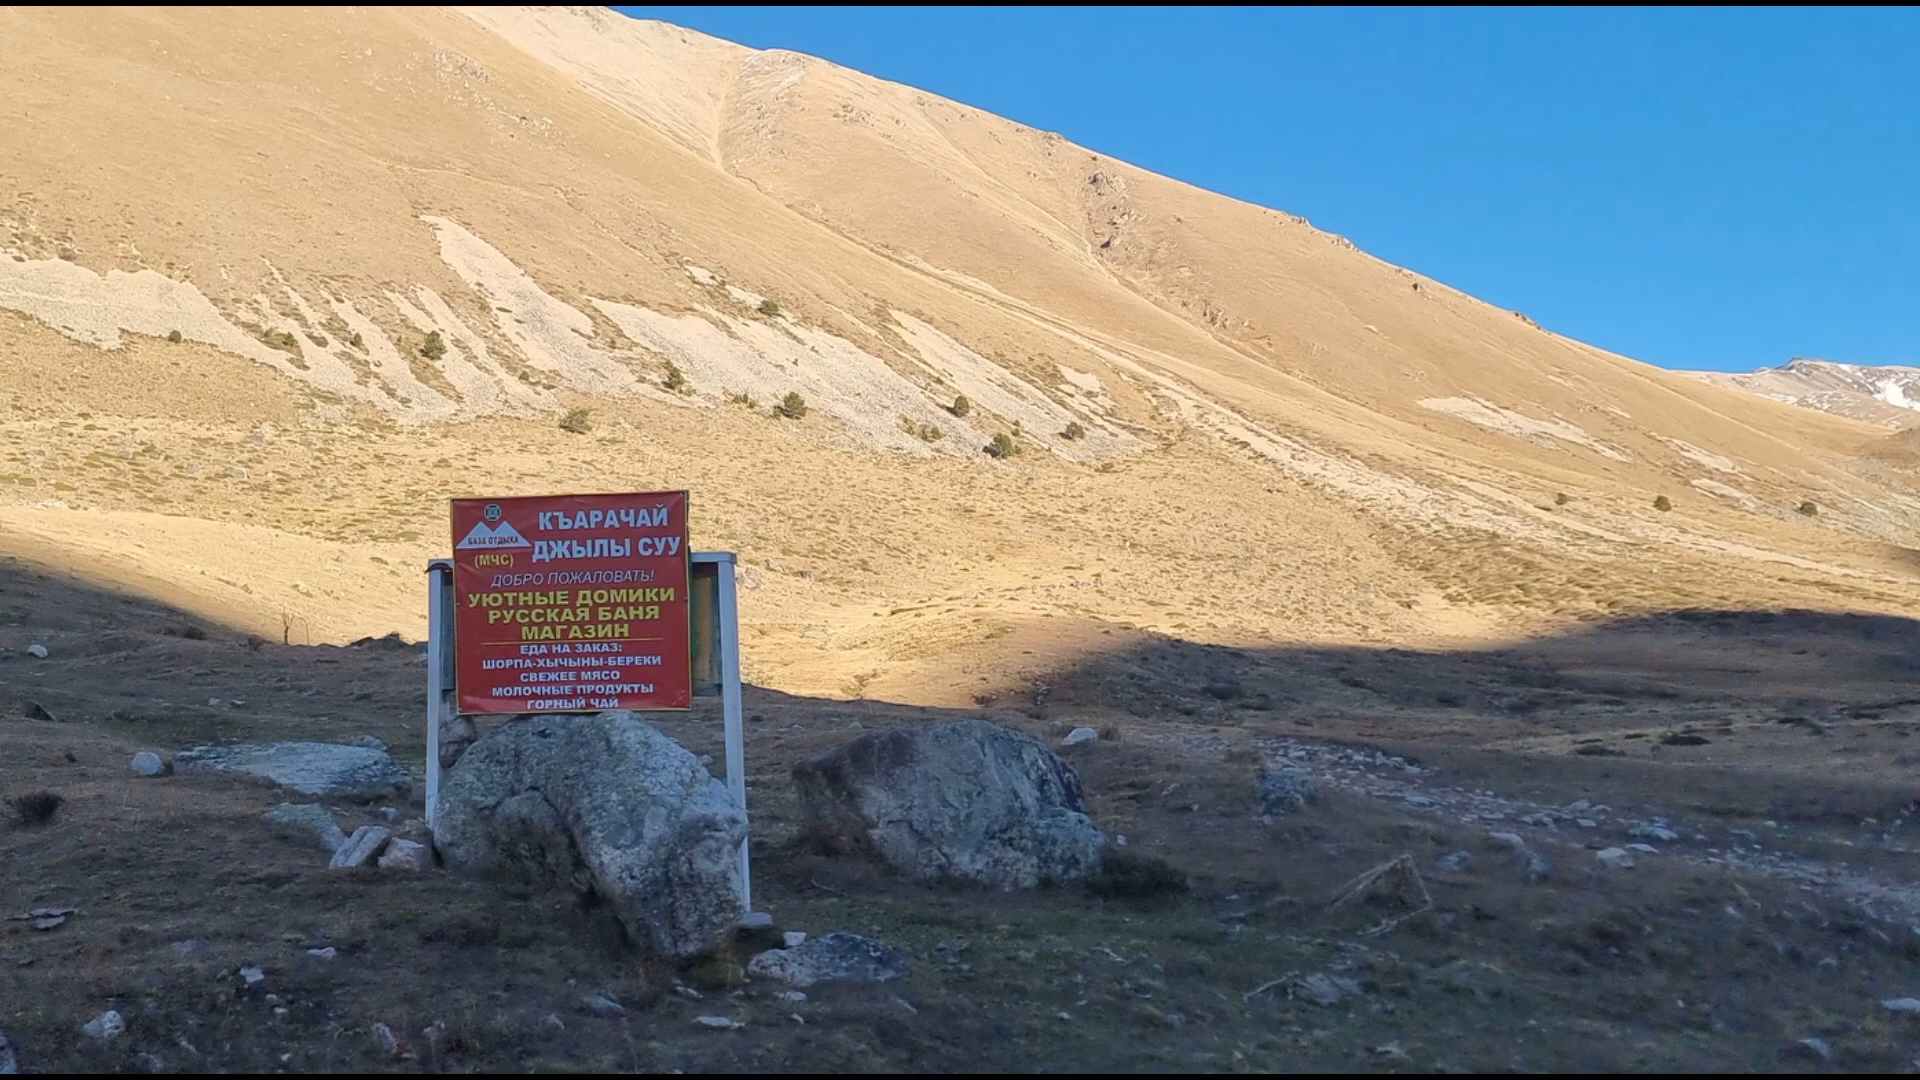 КЪАРАЧАЙ
ДЖЫЛЫ СУУ
БАЗА ОТДЫХА
(МЧС)
ДОБРО ПОЖАЛОВАТЬ!
УЮТНЫЕ ДОМИКИ
РУССКАЯ БАНЯ
МАГАЗИН
ЕДА НА ЗАКАЗ:
ШОРПА-ХЫЧЫНЫ-БЕРЕКИ
СВЕЖЕЕ МЯСО
МОЛОЧНЫЕ ПРОДУКТЫ
ГОРНЫЙ ЧАЙ